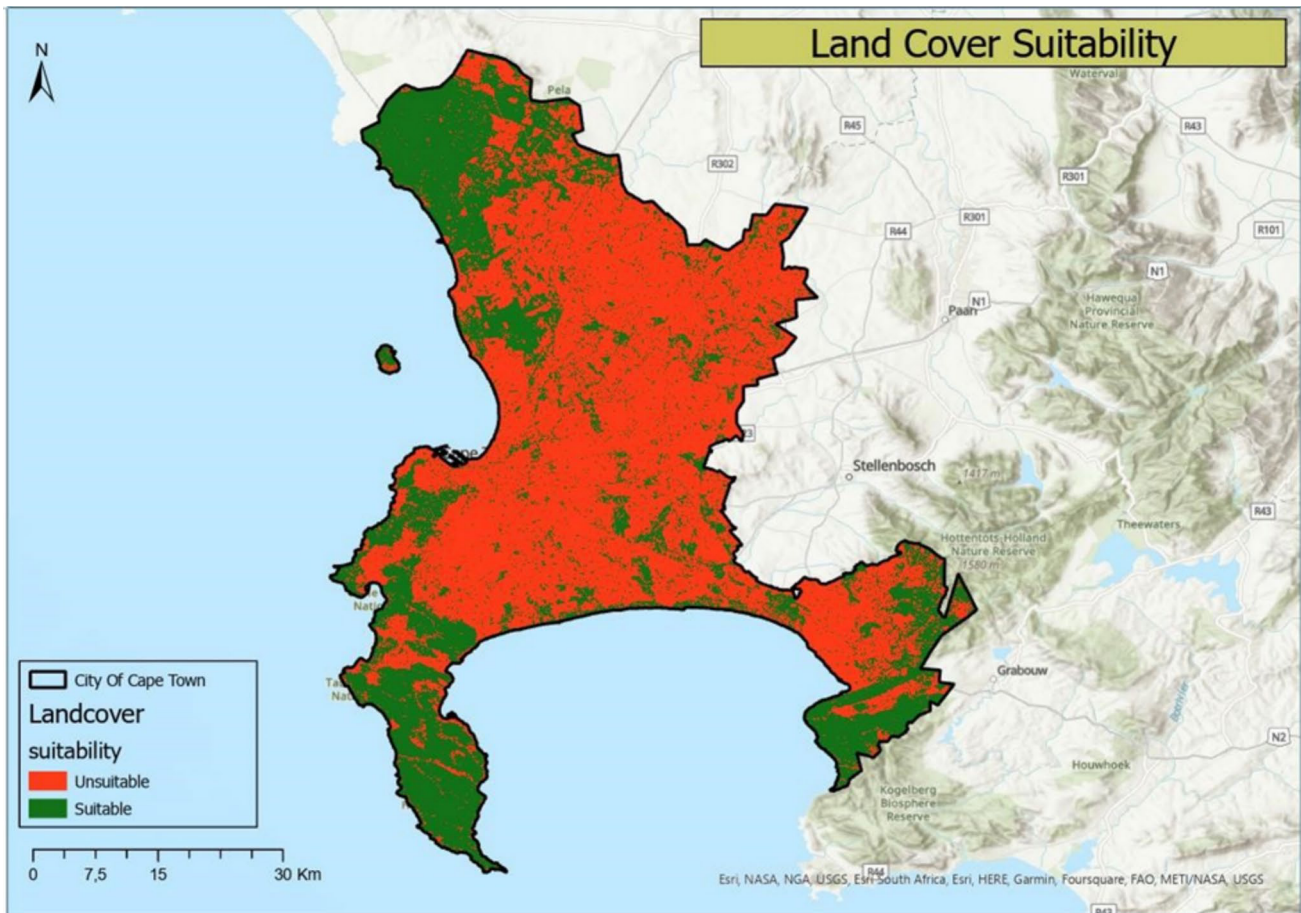 Land Cover Suitability
N
Waterval
Pela
R45
R43
R302
R301
R301
R44
R101
N1
Hawequa
Provincial
Nature Reserve
Paarl
N1
Stellenbosch
1417 m
R43
Theewaters
Hottentots-Holland
Nature Reserve
1580 m
Grabouw
City Of Cape Town
Landcover
suitability
Unsuitable
Suitable
N2
Houwhoek
Kogelberg
Biosphere
Reserve
0 7,5 15 30 Km
R44
Esri, NASA, NGA, USGS, Esri South Africa, Esri, HERE, Garmin, Foursquare, FAO, METI/NASA, USGS
R43